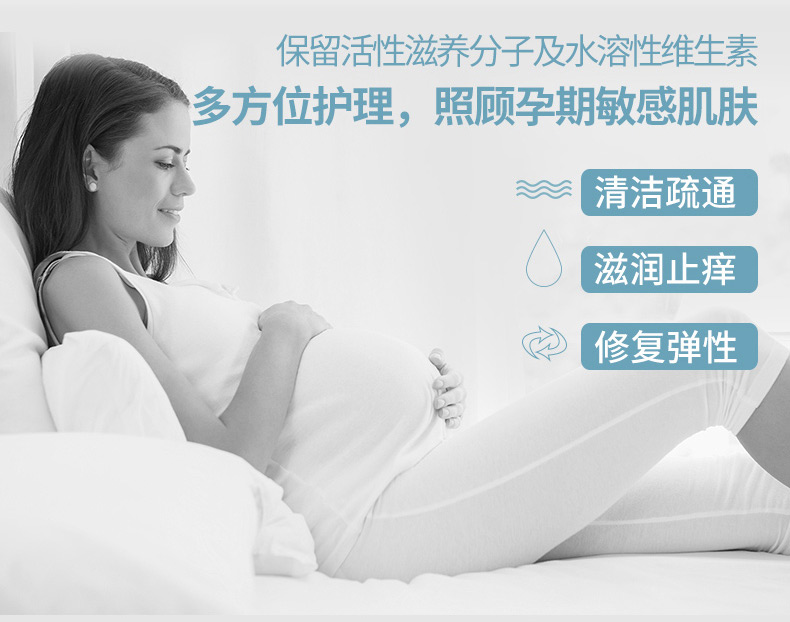 保留活性滋养分子及水溶性维生素
多方位护理，照顾孕期敏感肌肤
清洁疏通
滋润止痒
修复弹性